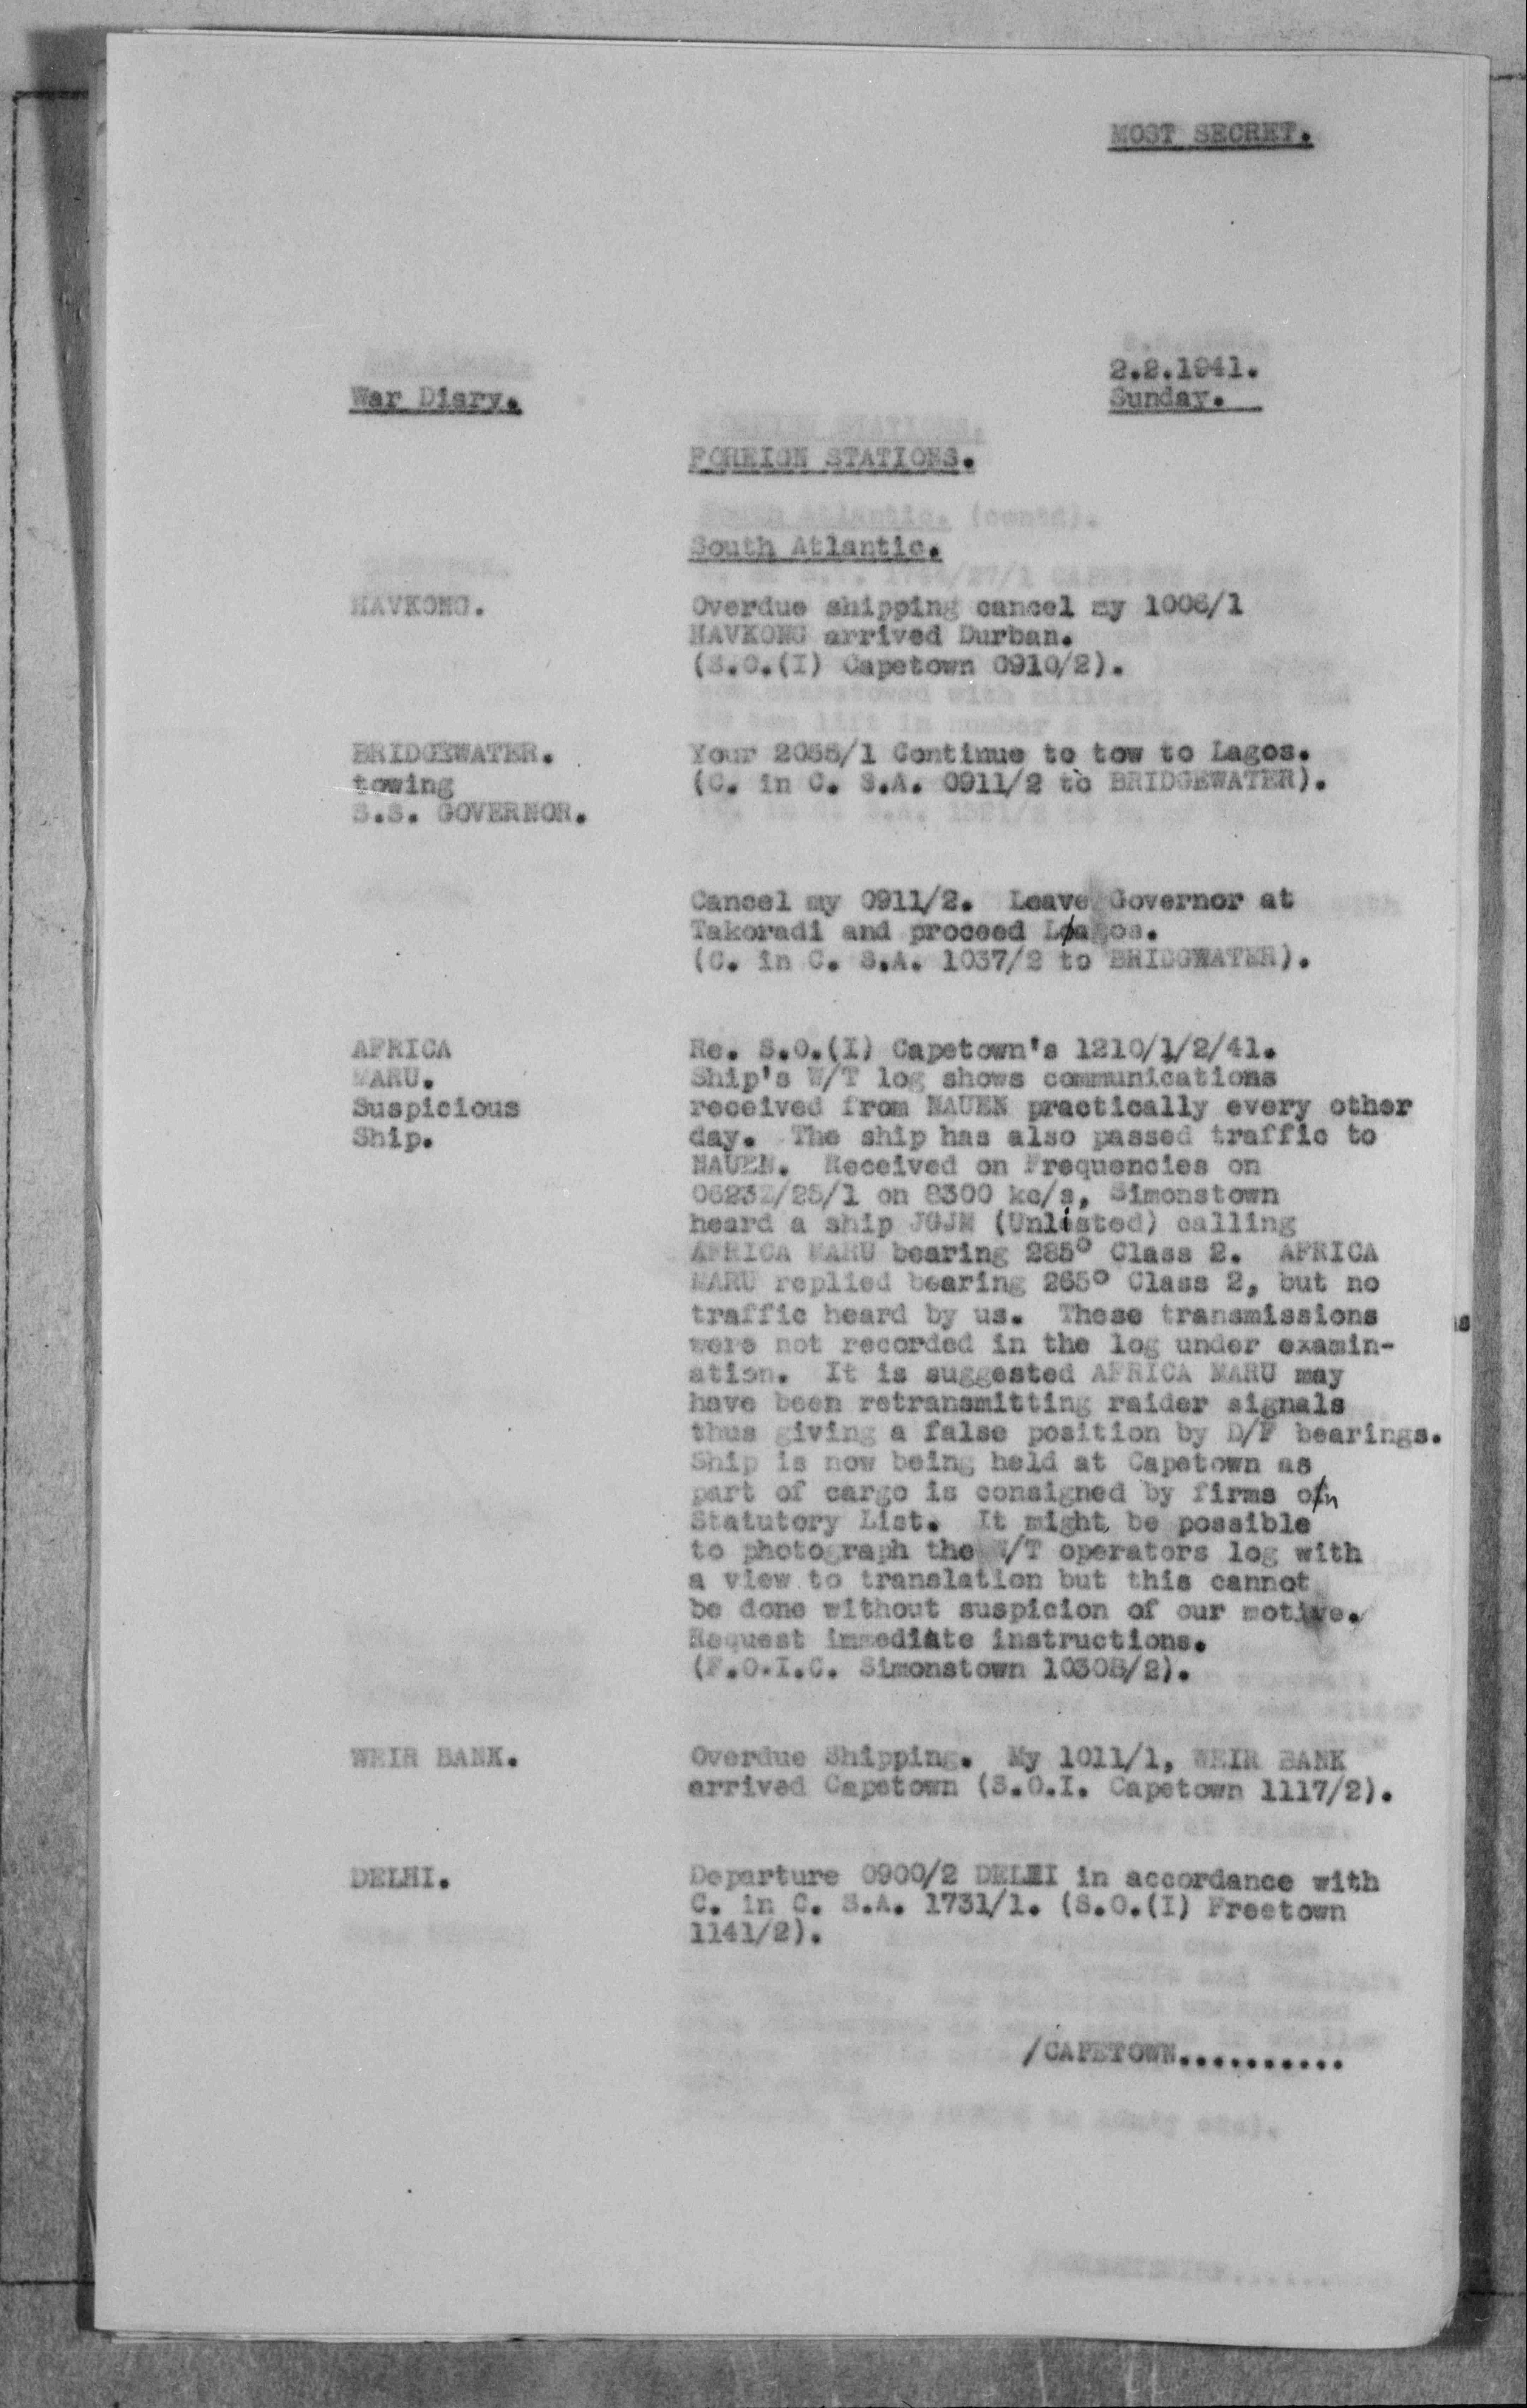 MOST SECRET.
2.2.1941.
War Diary.
Sunday.
FOREIGN STATIONS.
South Atlantic.
HAVKONG.
Overdue shipping cancel my 1006/1
HAVKONG arrived Durban.
(S.O.(I) Capetown 0910/2).
BRIDGEWATER.
towing
S.S. GOVERNOR.
Your 2055/1 Continue to tow to Lagos.
(C. in C. S.A. 0911/2 to BRIDGEWATER).
Cancel my 0911/2. Leave Governor at
Takoradi and proceed Lagos.
(C. in C. S.A. 1037/2 to BRIDGWATER).
AFRICA
MARU.
Suspicious
Ship.
Re. S.O.(I) Capetown's 1210/1/2/41.
Ship's W/T log shows communications
received from NAUEN practically every other
day. The ship has also passed traffic to
NAUEN. Received on Frequencies on
0623Z/25/1 on 8300 kc/s, Simonstown
heard a ship JGJM (Unlisted) calling
AFRICA MARU bearing 285° Class 2. AFRICA
MARU replied bearing 265° Class 2, but no
traffic heard by us. These transmissions
were not recorded in the log under examin-
ation. It is suggested AFRICA MARU may
have been retransmitting raider signals
thus giving a false position by D/F bearings.
Ship is now being held at Capetown as
part of cargo is consigned by firms on
Statutory List. It might be possible
to photograph the W/T operators log with
a view to translation but this cannot
be done without suspicion of our motive.
Request immediate instructions.
(F.O.I.C. Simonstown 1030B/2).
WEIR BANK.
Overdue Shipping. My 1011/1, WEIR BANK
arrived Capetown (S.O.I. Capetown 1117/2).
DELHI.
Departure 0900/2 DELHI in accordance with
C. in C. S.A. 1731/1. (S.O.(I) Freetown
1141/2).
/CAPETOWN..........